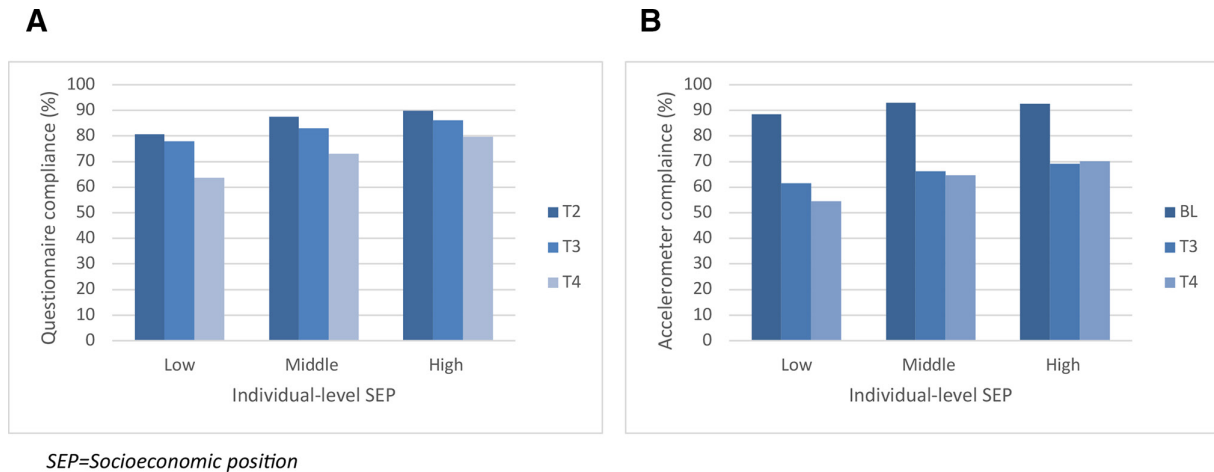 A
Questionnaire compliance (%)
100
90
80
70
60
50
40
30
20
10
0
Low Middle High
Individual-level SEP
T2
T3
T4
B
Accelerometer complaince (%)
100
90
80
70
60
50
40
30
20
10
0
Low Middle High
Individual-level SEP
BL
T3
T4
SEP=Socioeconomic position